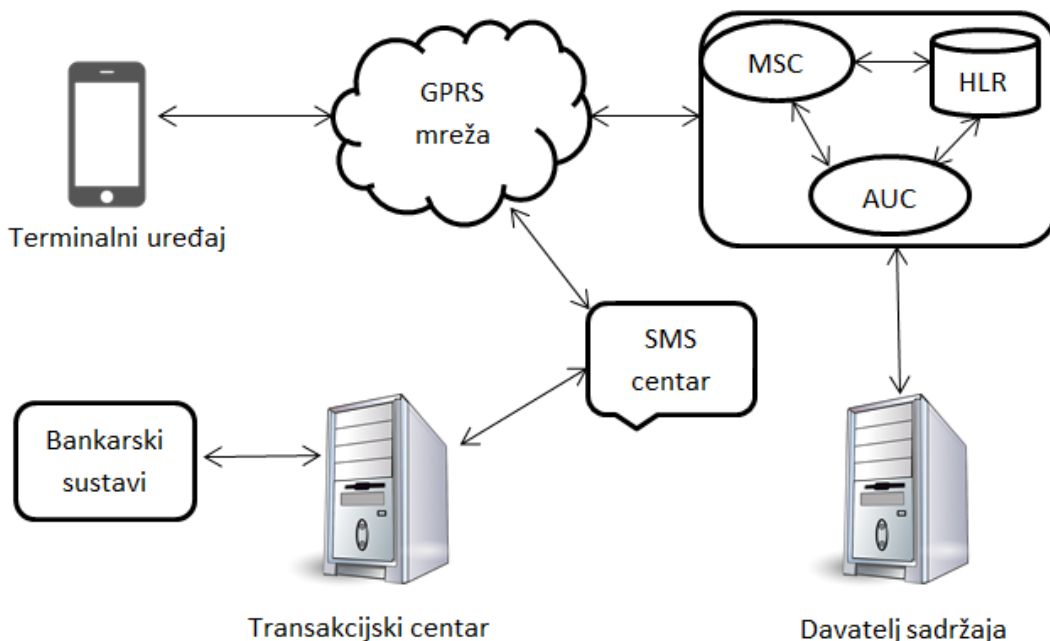 GPRS
mreža
MSC
HLR
AUC
Terminalni uređaj
SMS
centar
Bankarski
sustavi
Transakcijski centar
Davatelj sadržaja